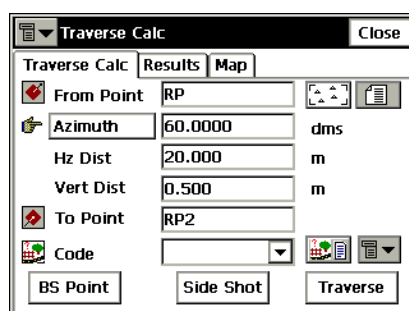 Traverse Calc Close
Traverse Calc Results Map
From Point RP
Azimuth 60.0000 dms
Hz Dist 20.000 m
Vert Dist 0.500 m
To Point RP2
Code
BS Point Side Shot Traverse